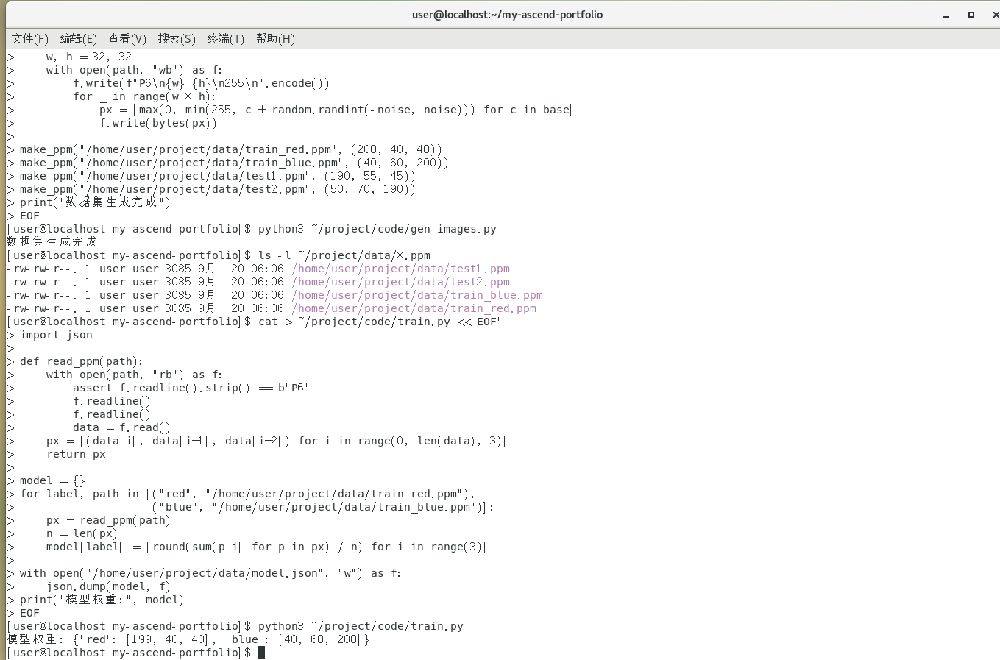 user@localhost:~/my-ascend-portfolio
文件(F) 编辑(E) 查看(V) 搜索(S) 终端(T) 帮助(H)
>     w, h = 32, 32
>     with open(path, "wb") as f:
>         f.write(f"P6\n{w} {h}\n255\n".encode())
>         for _ in range(w * h):
>             px = [max(0, min(255, c + random.randint(-noise, noise))) for c in base]
>             f.write(bytes(px))
>
> make_ppm("/home/user/project/data/train_red.ppm", (200, 40, 40))
> make_ppm("/home/user/project/data/train_blue.ppm", (40, 60, 200))
> make_ppm("/home/user/project/data/test1.ppm", (190, 55, 45))
> make_ppm("/home/user/project/data/test2.ppm", (50, 70, 190))
> print("数据集生成完成")
> EOF
[user@localhost my-ascend-portfolio]$ python3 ~/project/code/gen_images.py
数据集生成完成
[user@localhost my-ascend-portfolio]$ ls -l ~/project/data/*.ppm
-rw-rw-r--. 1 user user 3085 9月  20 06:06 /home/user/project/data/test1.ppm
-rw-rw-r--. 1 user user 3085 9月  20 06:06 /home/user/project/data/test2.ppm
-rw-rw-r--. 1 user user 3085 9月  20 06:06 /home/user/project/data/train_blue.ppm
-rw-rw-r--. 1 user user 3085 9月  20 06:06 /home/user/project/data/train_red.ppm
[user@localhost my-ascend-portfolio]$ cat > ~/project/code/train.py <<'EOF'
> import json
>
> def read_ppm(path):
>     with open(path, "rb") as f:
>         assert f.readline().strip() == b"P6"
>         f.readline()
>         f.readline()
>         data = f.read()
>     px = [(data[i], data[i+1], data[i+2]) for i in range(0, len(data), 3)]
>     return px
>
> model = {}
> for label, path in [("red", "/home/user/project/data/train_red.ppm"),
>                     ("blue", "/home/user/project/data/train_blue.ppm")]:
>     px = read_ppm(path)
>     n = len(px)
>     model[label] = [round(sum(p[i] for p in px) / n) for i in range(3)]
>
> with open("/home/user/project/data/model.json", "w") as f:
>     json.dump(model, f)
> print("模型权重:", model)
> EOF
[user@localhost my-ascend-portfolio]$ python3 ~/project/code/train.py
模型权重: {'red': [199, 40, 40], 'blue': [40, 60, 200]}
[user@localhost my-ascend-portfolio]$